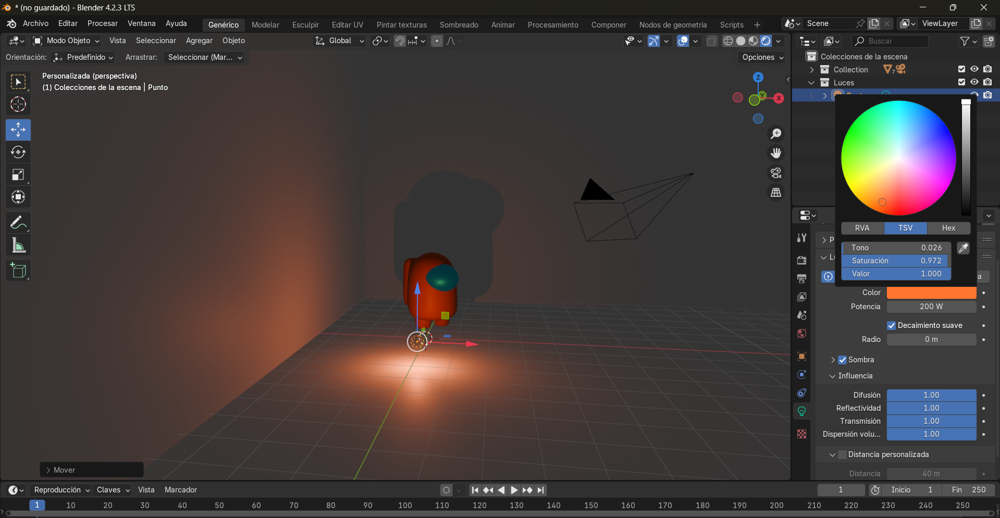 * (no guardado) - Blender 4.2.3 LTS
Archivo Editar Procesar Ventana Ayuda
Genérico Modelar Esculpir Editar UV Pintar texturas Sombreado Animar Procesamiento Componer Nodos de geometría Scripts +
Scene
ViewLayer
Modo Objeto Vista Seleccionar Agregar Objeto
Global
Buscar
Orientación: Predefinido Arrastrar: Seleccionar (Mar...
Opciones
Personalizada (perspectiva)
(1) Colecciones de la escena | Punto
Z
Y
X
Colecciones de la escena
Collection 7
Luces
RVA TSV Hex
Tono 0.026
Saturación 0.972
Valor 1.000
P
L
a
Color
Potencia 200 W
Decaimiento suave
Radio 0 m
Sombra
Influencia
Difusión 1.00
Reflectividad 1.00
Transmisión 1.00
Dispersión volu... 1.00
Distancia personalizada
Distancia 40 m
Mover
Reproducción Claves Vista Marcador
1 Inicio 1 Fin 250
1 10 20 30 40 50 60 70 80 90 100 110 120 130 140 150 160 170 180 190 200 210 220 230 240 250